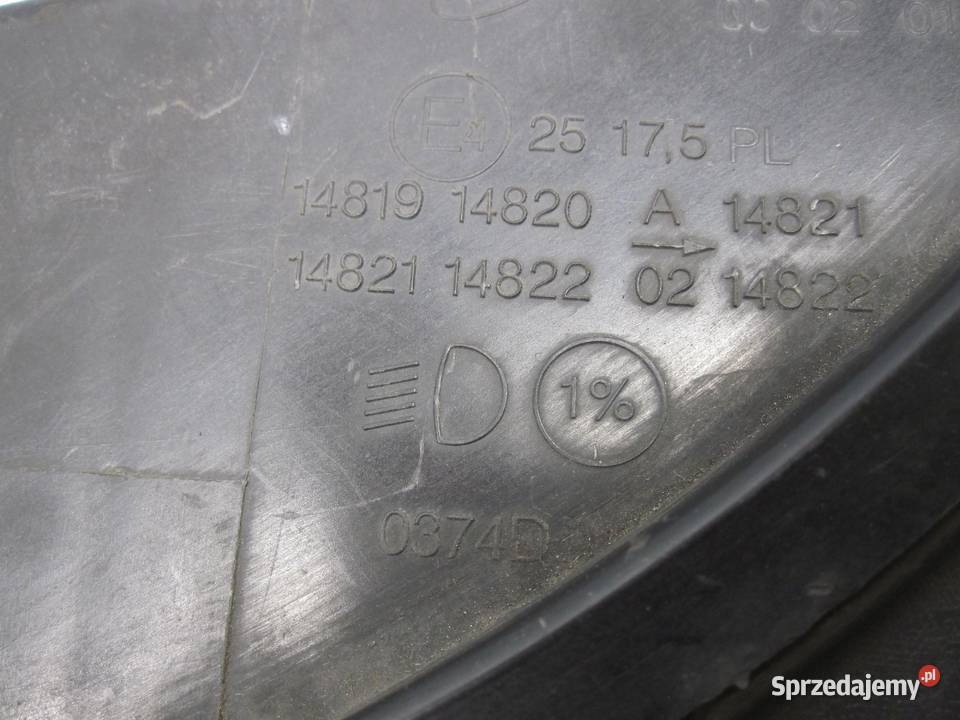 E4 25 17,5 PL
14819 14820 A 14821
14821 14822 02 14822
1%
0374D
Sprzedajemy.pl